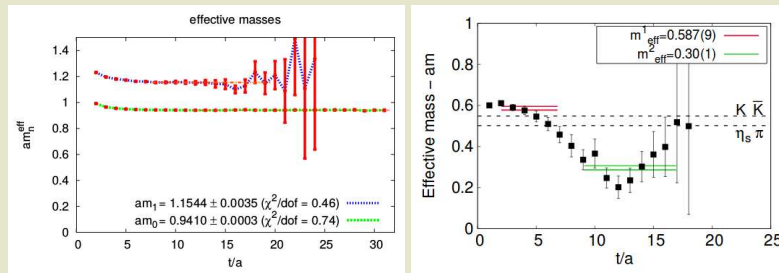 effective masses
am_n^eff
1.4
1.2
1
0.8
0.6
0.4
0.2
0
am₁ = 1.1544 ± 0.0035 (χ²/dof = 0.46)
am₀ = 0.9410 ± 0.0003 (χ²/dof = 0.74)
0 5 10 15 20 25 30
t/a
Effective mass - am
1
0.8
0.6
0.4
0.2
0
m¹_eff=0.587(9)
m²_eff=0.30(1)
K K̅
η_s π
0 5 10 15 20 25
t/a